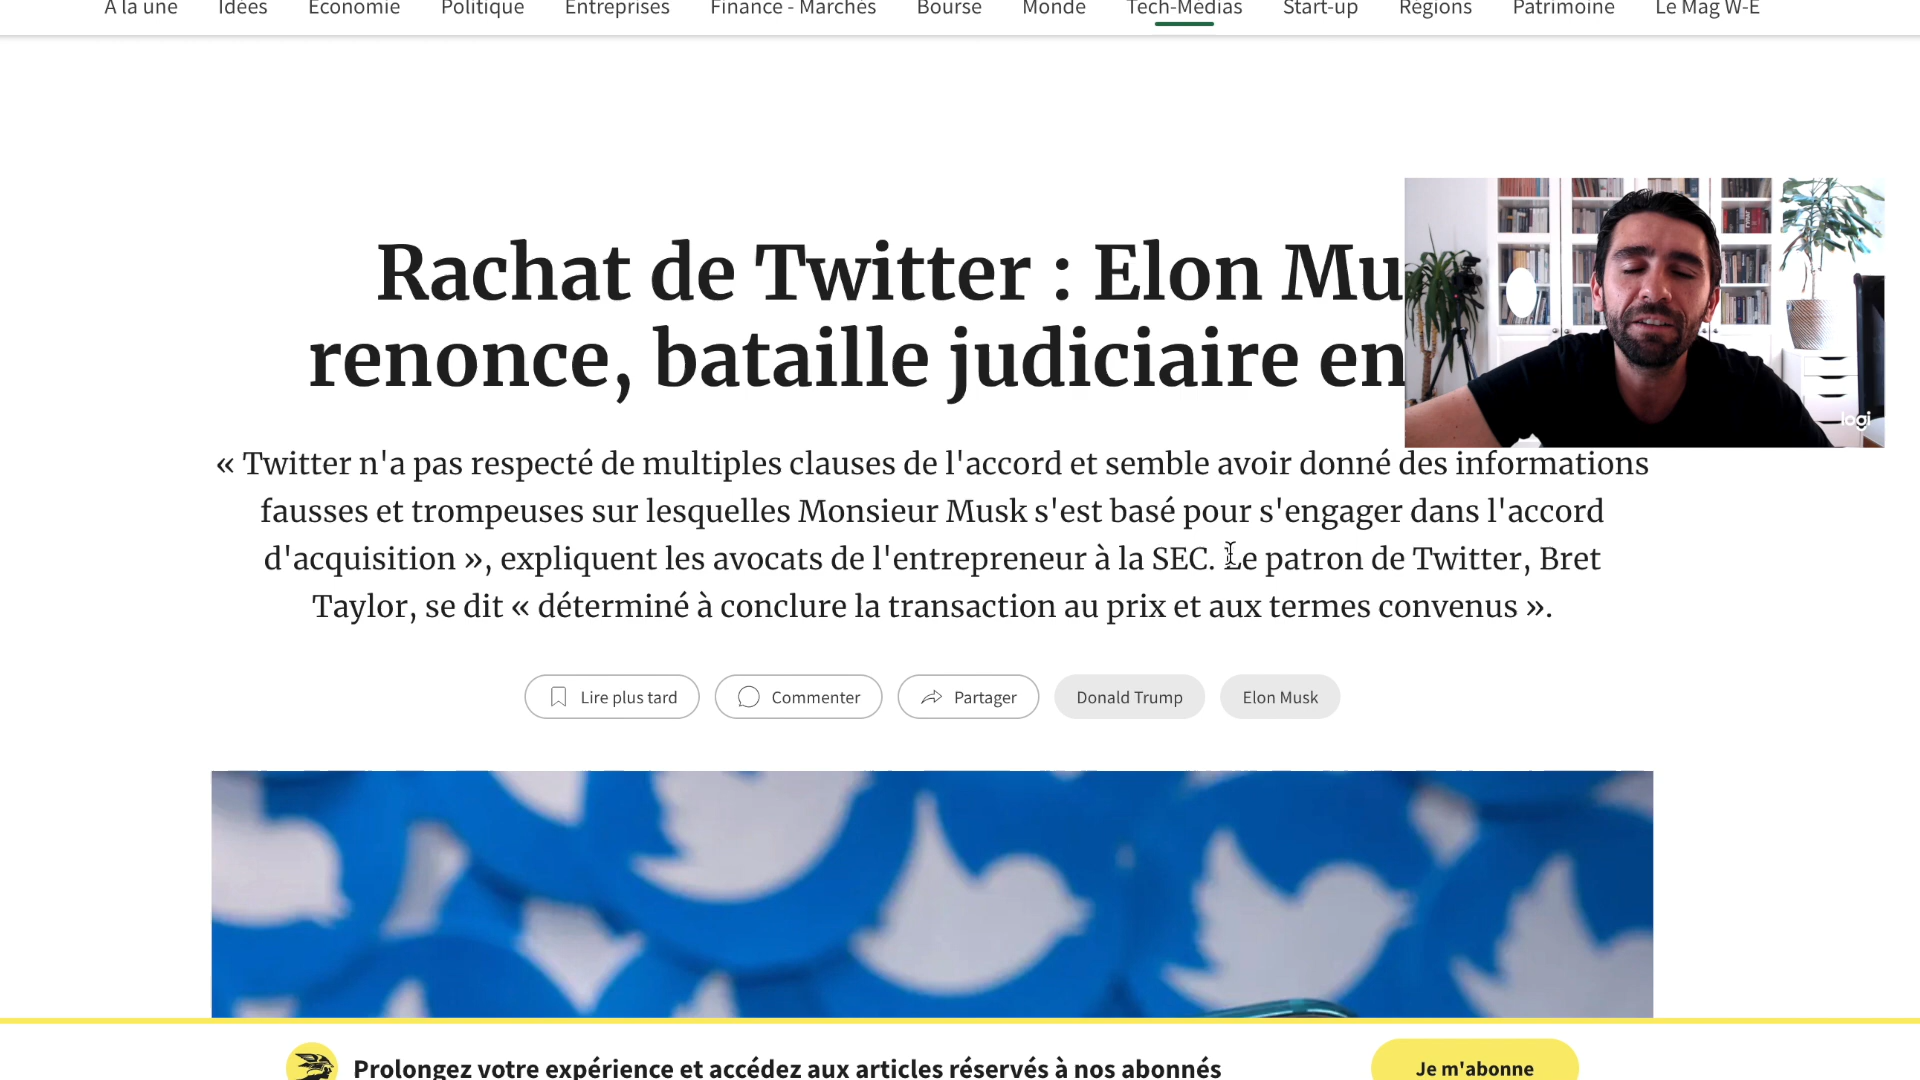 À la une Idées Économie Politique Entreprises Finance - Marchés Bourse Monde Tech-Médias Start-up Régions Patrimoine Le Mag W-E
Rachat de Twitter : Elon Mu
renonce, bataille judiciaire en
« Twitter n'a pas respecté de multiples clauses de l'accord et semble avoir donné des informations
fausses et trompeuses sur lesquelles Monsieur Musk s'est basé pour s'engager dans l'accord
d'acquisition », expliquent les avocats de l'entrepreneur à la SEC. Le patron de Twitter, Bret
Taylor, se dit « déterminé à conclure la transaction au prix et aux termes convenus ».
Lire plus tard Commenter Partager Donald Trump Elon Musk
logi
Prolongez votre expérience et accédez aux articles réservés à nos abonnés Je m'abonne